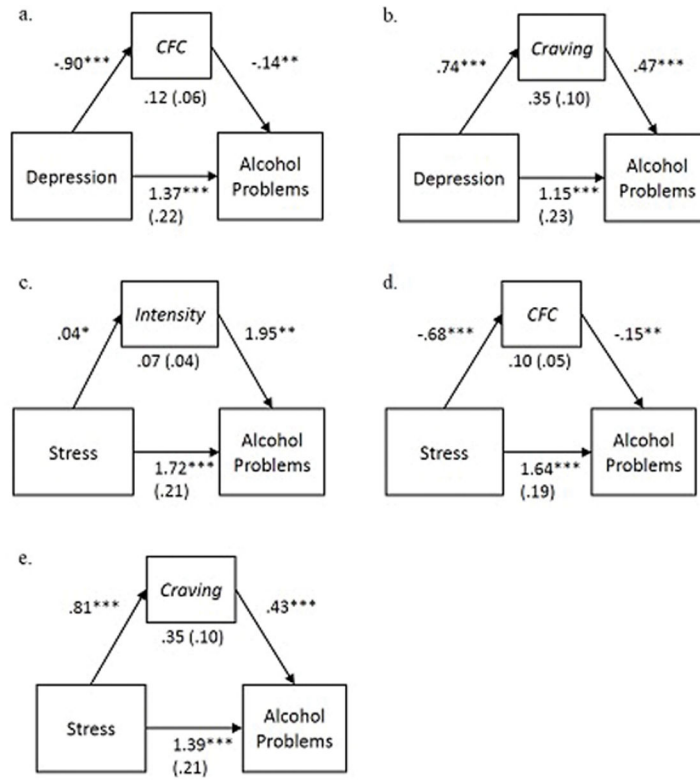 a.
CFC
-.90***
-.14**
.12 (.06)
Depression
Alcohol
Problems
1.37***
(.22)
b.
Craving
.74***
.47***
.35 (.10)
Depression
Alcohol
Problems
1.15***
(.23)
c.
Intensity
.04*
1.95**
.07 (.04)
Stress
Alcohol
Problems
1.72***
(.21)
d.
CFC
-.68***
-.15**
.10 (.05)
Stress
Alcohol
Problems
1.64***
(.19)
e.
Craving
.81***
.43***
.35 (.10)
Stress
Alcohol
Problems
1.39***
(.21)